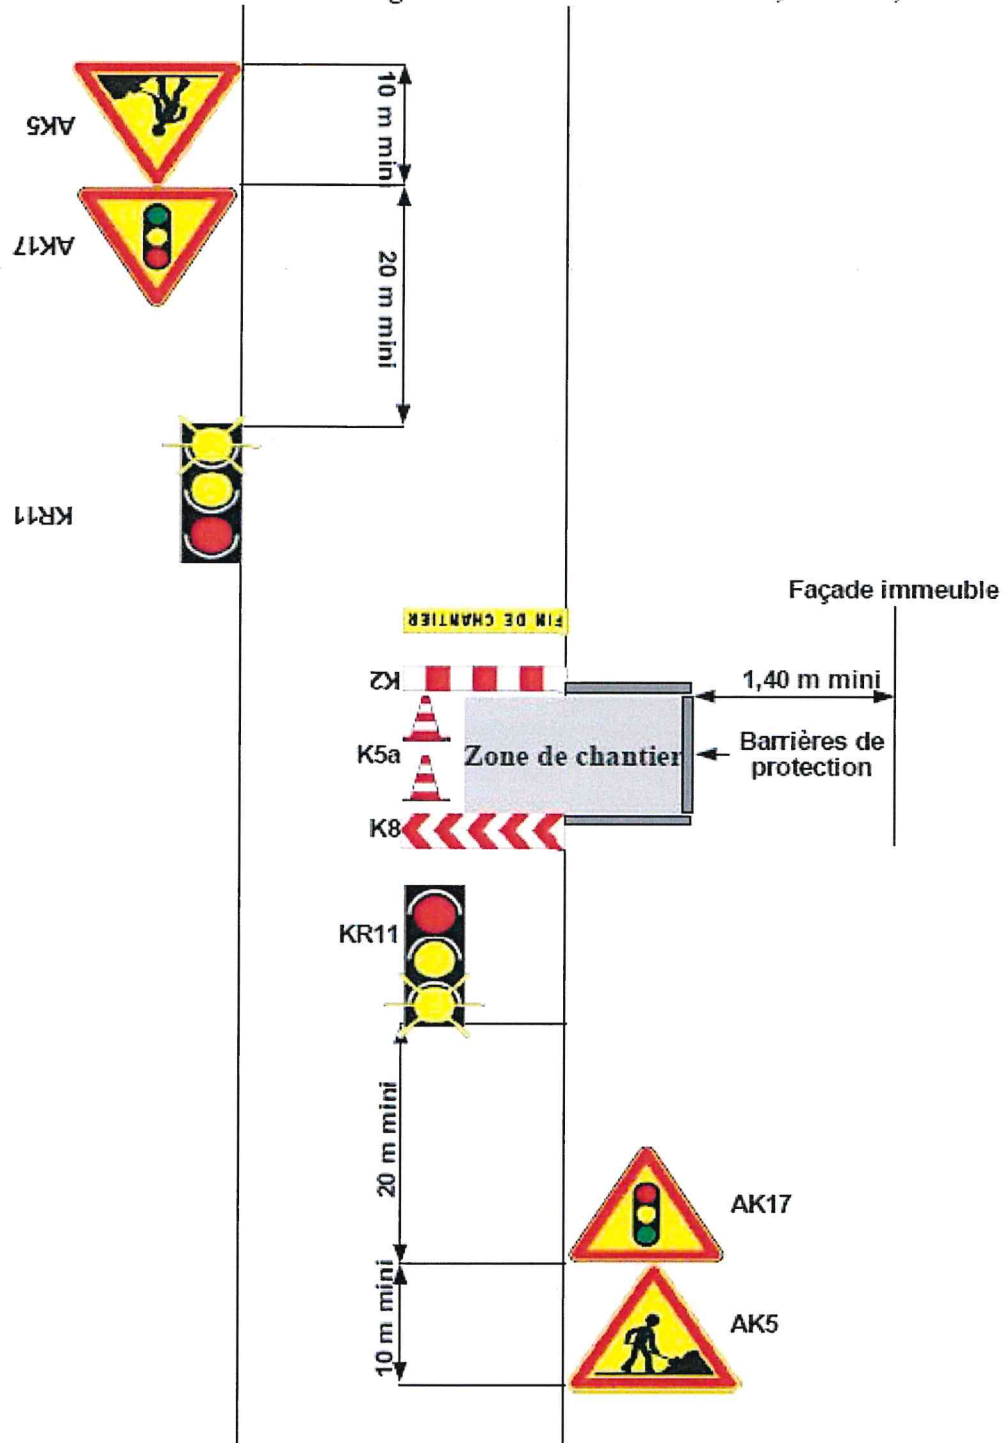 AK5
10 m mini
AK17
20 m mini
KR11
FIN DE CHANTIER
Façade immeuble
K2
1,40 m mini
K5a
Zone de chantier
Barrières de
protection
K8
KR11
20 m mini
AK17
10 m mini
AK5